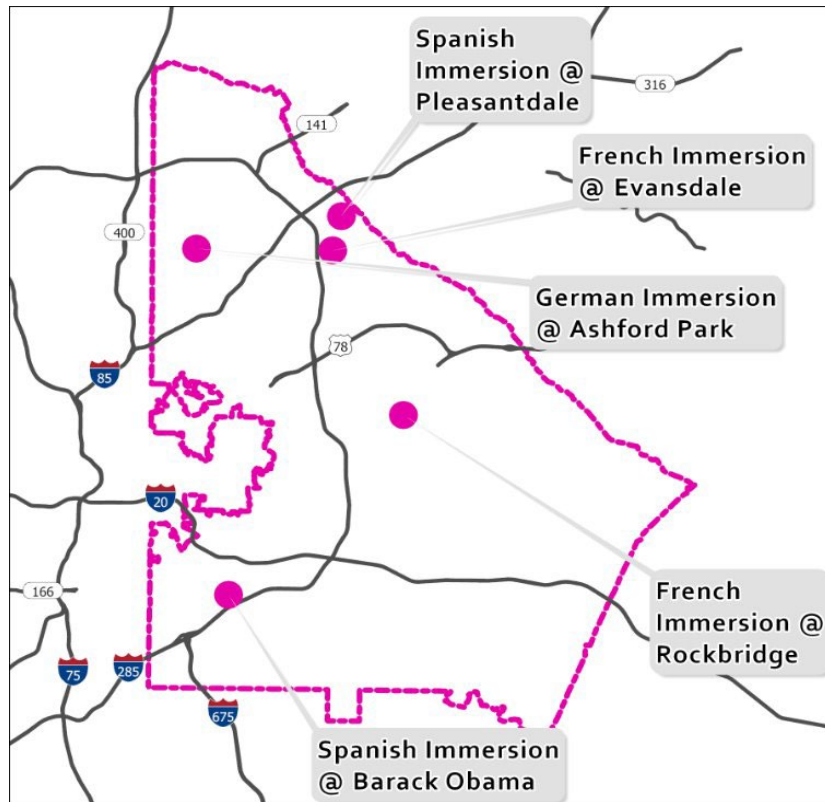 Spanish
Immersion @
Pleasantdale
316
141
French Immersion
@ Evansdale
400
German Immersion
@ Ashford Park
78
85
20
166
French
Immersion @
Rockbridge
285
75
675
Spanish Immersion
@ Barack Obama